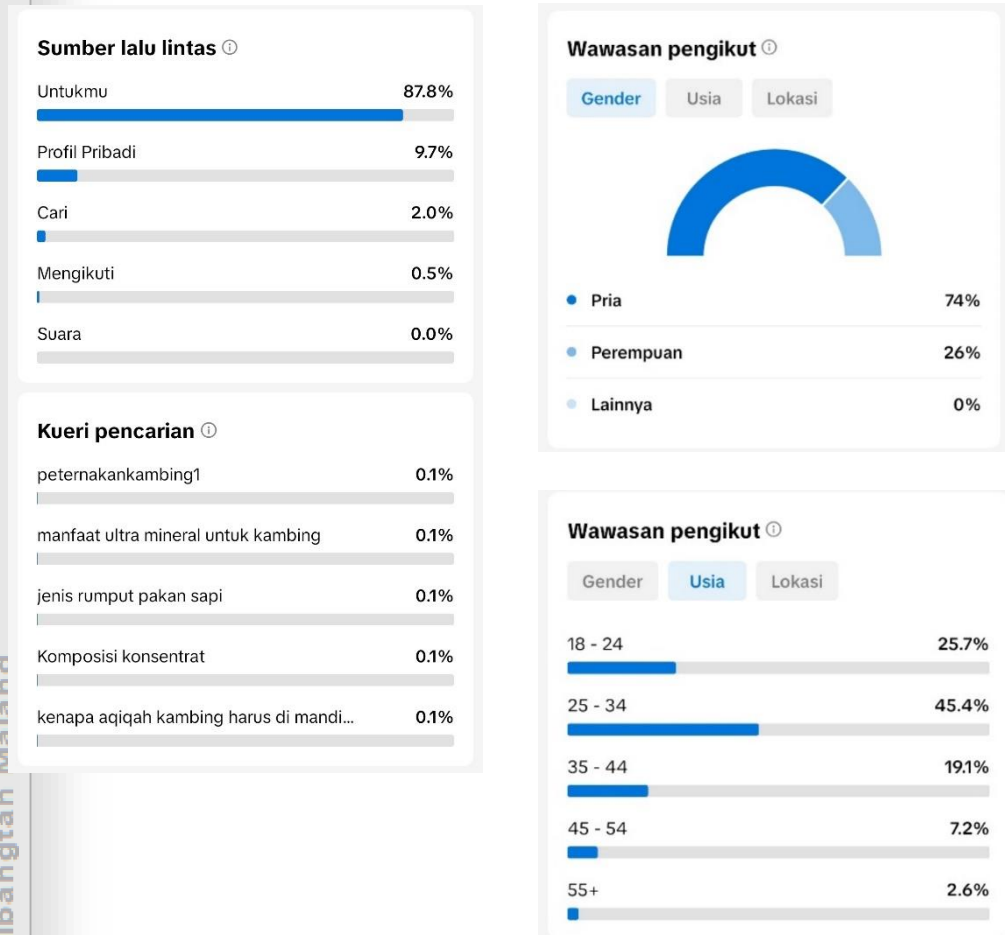 Sumber lalu lintas
Untukmu 87.8%
Profil Pribadi 9.7%
Cari 2.0%
Mengikuti 0.5%
Suara 0.0%
Kueri pencarian
peternakankambing1 0.1%
manfaat ultra mineral untuk kambing 0.1%
jenis rumput pakan sapi 0.1%
Komposisi konsentrat 0.1%
kenapa aqiqah kambing harus di mandi... 0.1%
Wawasan pengikut
Gender Usia Lokasi
Pria 74%
Perempuan 26%
Lainnya 0%
Wawasan pengikut
Gender Usia Lokasi
18 - 24 25.7%
25 - 34 45.4%
35 - 44 19.1%
45 - 54 7.2%
55+ 2.6%
Malang